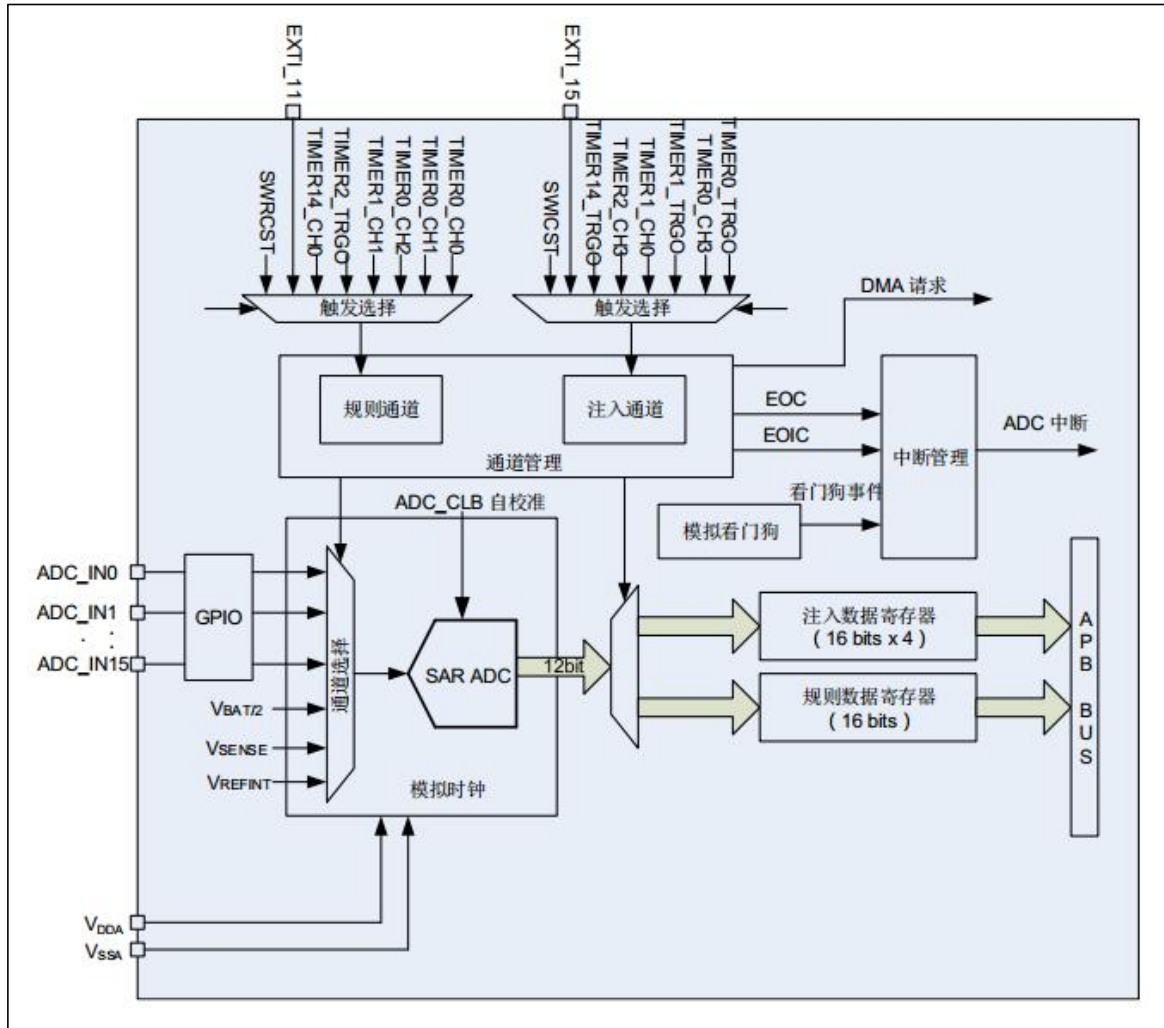 EXTI_11
EXTI_15
SWRCST
TIMER14_CH0
TIMER2_TRGO
TIMER1_CH1
TIMER0_CH2
TIMER0_CH1
TIMER0_CH0
SWICST
TIMER14_TRGO
TIMER2_CH3
TIMER1_CH0
TIMER1_TRGO
TIMER0_CH3
TIMER0_TRGO
触发选择
触发选择
DMA 请求
规则通道
注入通道
通道管理
EOC
EOIC
中断管理
ADC 中断
看门狗事件
模拟看门狗
ADC_CLB 自校准
ADC_IN0
ADC_IN1
:
:
ADC_IN15
GPIO
VBAT/2
VSENSE
VREFINT
通道选择
SAR ADC
12bit
模拟时钟
注入数据寄存器
( 16 bits x 4 )
规则数据寄存器
( 16 bits )
APB BUS
VDDA
VSSA